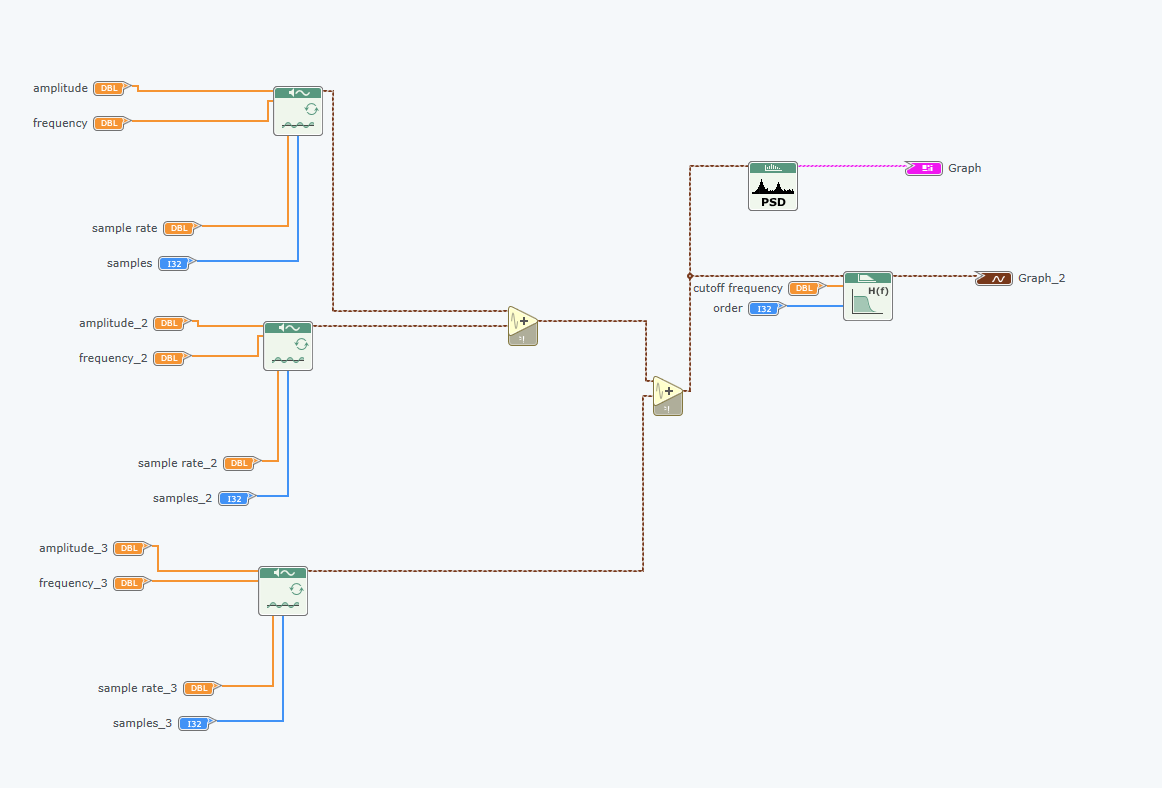 amplitude DBL
frequency DBL
sample rate DBL
samples I32
PSD
Graph
cutoff frequency DBL
order I32
H(f)
Graph_2
amplitude_2 DBL
frequency_2 DBL
sample rate_2 DBL
samples_2 I32
amplitude_3 DBL
frequency_3 DBL
sample rate_3 DBL
samples_3 I32